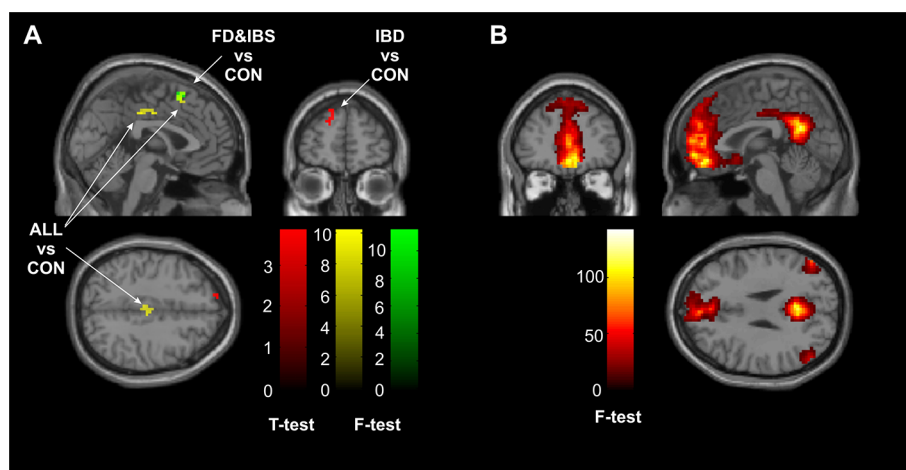 A
FD&IBS
vs
CON
IBD
vs
CON
ALL
vs
CON
3
2
1
0
10
8
6
4
2
0
10
8
6
4
2
0
T-test
F-test
B
100
50
0
F-test